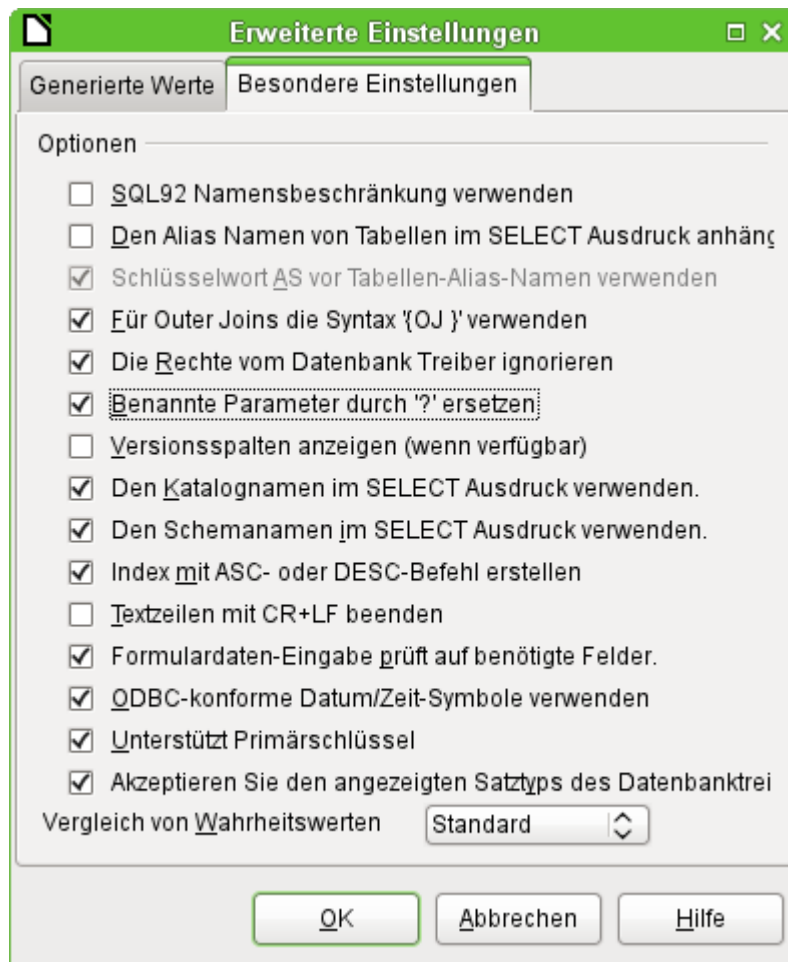 Erweiterte Einstellungen
Generierte Werte Besondere Einstellungen
Optionen
SQL92 Namensbeschränkung verwenden
Den Alias Namen von Tabellen im SELECT Ausdruck anhäng
Schlüsselwort AS vor Tabellen-Alias-Namen verwenden
Für Outer Joins die Syntax '{OJ }' verwenden
Die Rechte vom Datenbank Treiber ignorieren
Benannte Parameter durch '?' ersetzen
Versionsspalten anzeigen (wenn verfügbar)
Den Katalognamen im SELECT Ausdruck verwenden.
Den Schemanamen im SELECT Ausdruck verwenden.
Index mit ASC- oder DESC-Befehl erstellen
Textzeilen mit CR+LF beenden
Formulardaten-Eingabe prüft auf benötigte Felder.
ODBC-konforme Datum/Zeit-Symbole verwenden
Unterstützt Primärschlüssel
Akzeptieren Sie den angezeigten Satztyps des Datenbanktrei
Vergleich von Wahrheitswerten Standard
OK Abbrechen Hilfe